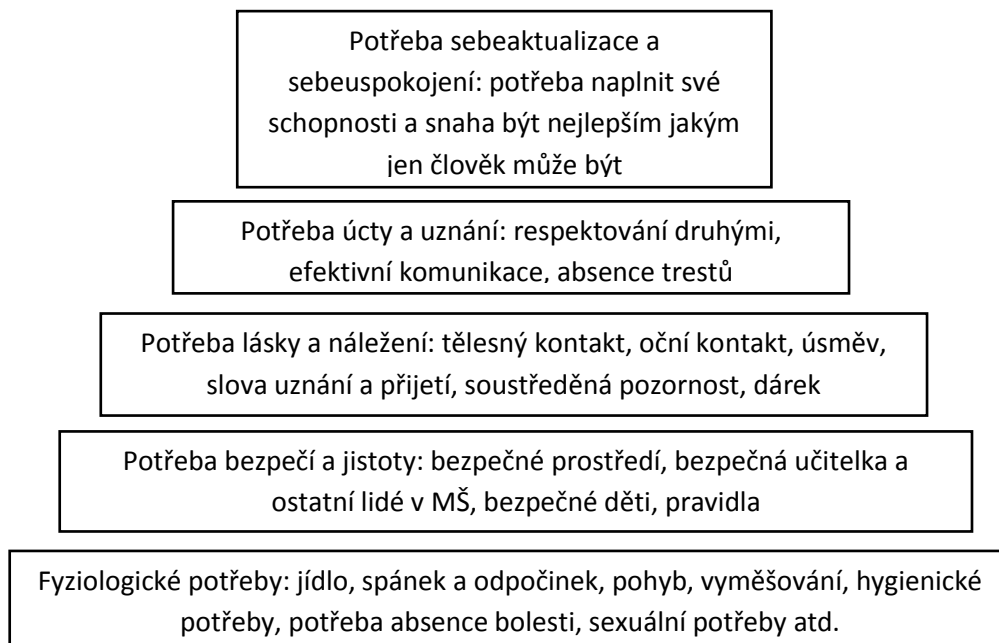 Potřeba sebeaktualizace a
sebeuspokojení: potřeba naplnit své
schopnosti a snaha být nejlepším jakým
jen člověk může být
Potřeba úcty a uznání: respektování druhými,
efektivní komunikace, absence trestů
Potřeba lásky a náležení: tělesný kontakt, oční kontakt, úsměv,
slova uznání a přijetí, soustředěná pozornost, dárek
Potřeba bezpečí a jistoty: bezpečné prostředí, bezpečná učitelka a
ostatní lidé v MŠ, bezpečné děti, pravidla
Fyziologické potřeby: jídlo, spánek a odpočinek, pohyb, vyměšování, hygienické
potřeby, potřeba absence bolesti, sexuální potřeby atd.